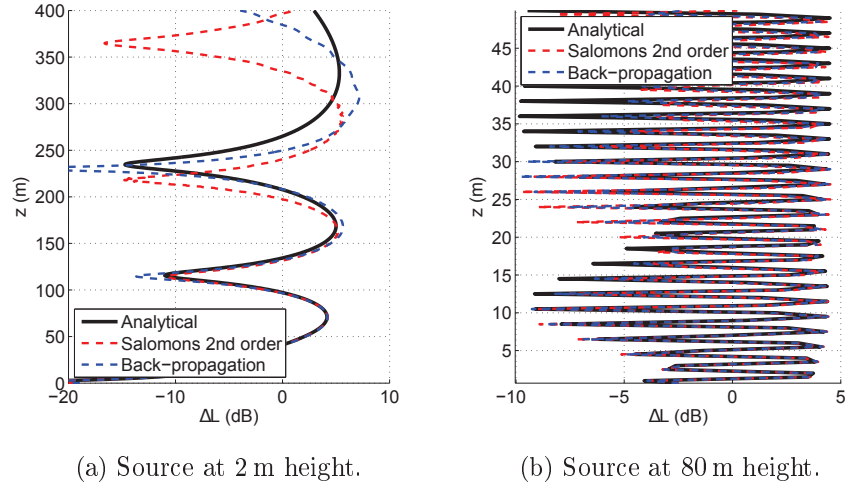 400
350
300
250
200
150
100
50
0
z (m)
Analytical
Salomons 2nd order
Back−propagation
−20
−10
0
10
ΔL (dB)
(a) Source at 2 m height.
45
40
35
30
25
20
15
10
5
z (m)
Analytical
Salomons 2nd order
Back−propagation
−10
−5
0
5
ΔL (dB)
(b) Source at 80 m height.